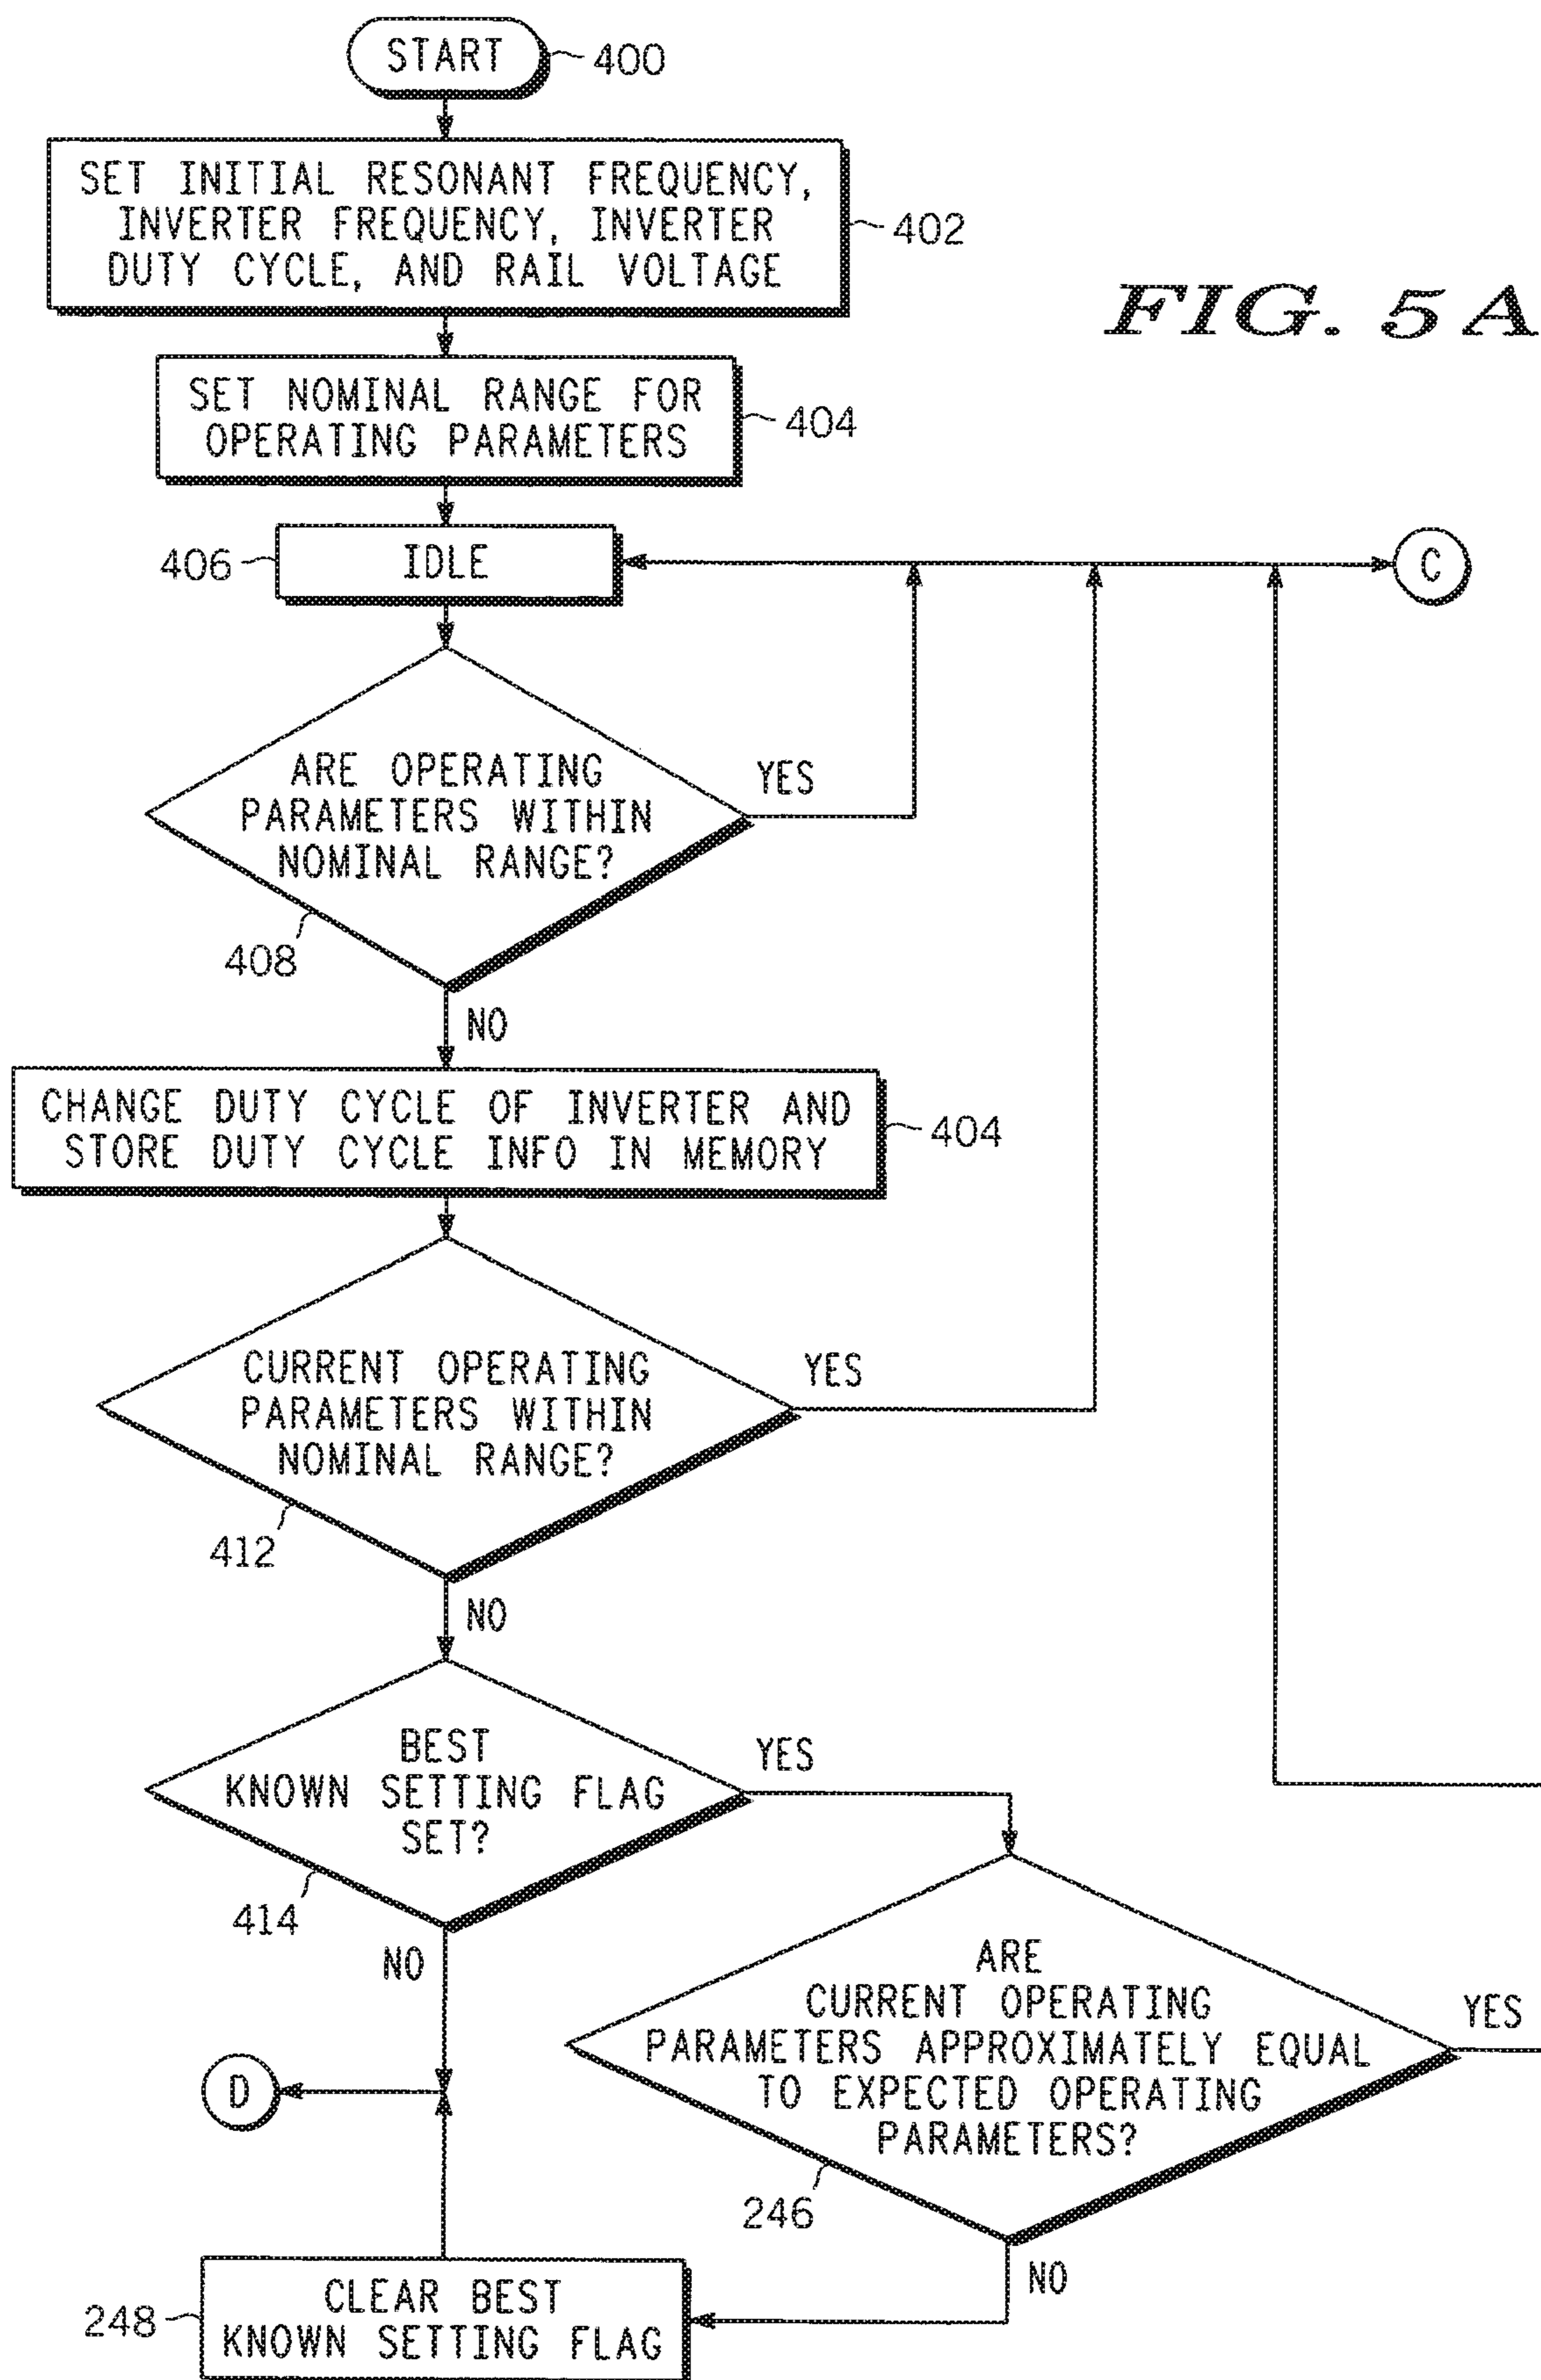 START
400
SET INITIAL RESONANT FREQUENCY,
INVERTER FREQUENCY, INVERTER
DUTY CYCLE, AND RAIL VOLTAGE
402
FIG. 5A
SET NOMINAL RANGE FOR
OPERATING PARAMETERS
404
406
IDLE
C
ARE OPERATING
PARAMETERS WITHIN
NOMINAL RANGE?
YES
408
NO
CHANGE DUTY CYCLE OF INVERTER AND
STORE DUTY CYCLE INFO IN MEMORY
404
CURRENT OPERATING
PARAMETERS WITHIN
NOMINAL RANGE?
YES
412
NO
BEST
KNOWN SETTING FLAG
SET?
YES
414
NO
ARE
CURRENT OPERATING
PARAMETERS APPROXIMATELY EQUAL
TO EXPECTED OPERATING
PARAMETERS?
YES
D
246
NO
CLEAR BEST
KNOWN SETTING FLAG
248